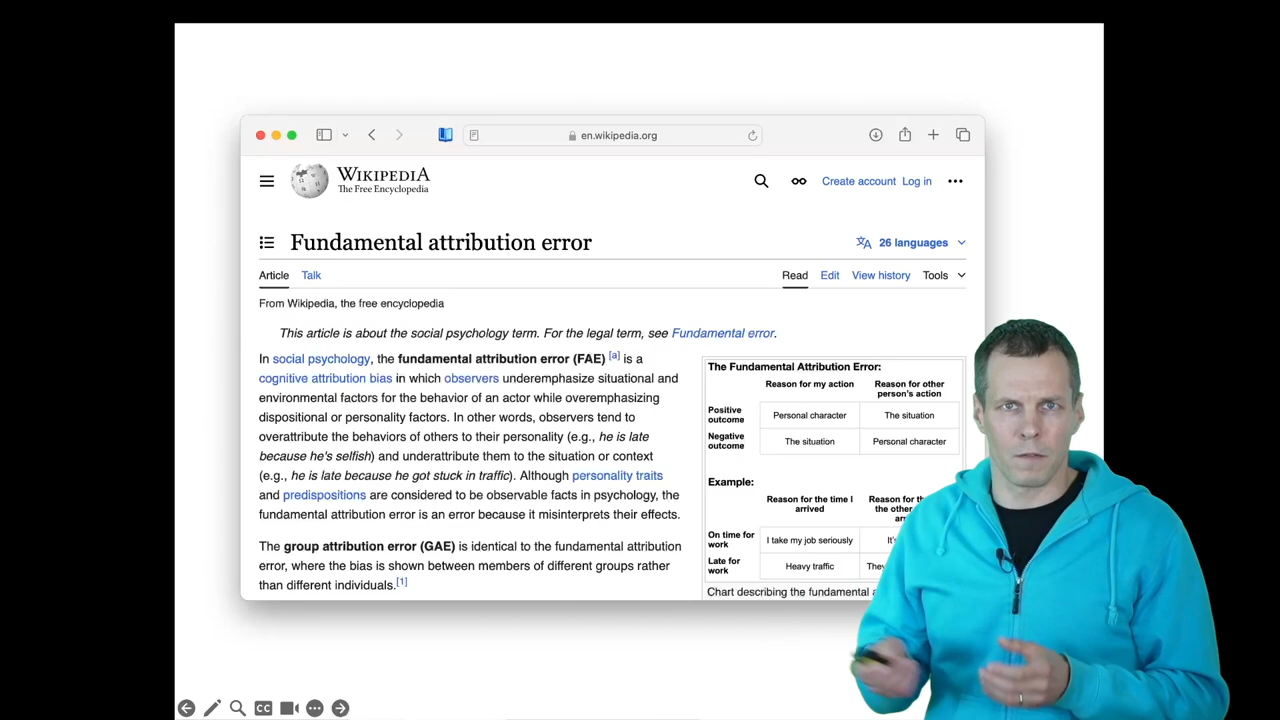 en.wikipedia.org
WIKIPEDIA
The Free Encyclopedia
Create account Log in
Fundamental attribution error
26 languages
Article Talk
Read Edit View history Tools
From Wikipedia, the free encyclopedia
This article is about the social psychology term. For the legal term, see Fundamental error.
In social psychology, the fundamental attribution error (FAE) [a] is a
cognitive attribution bias in which observers underemphasize situational and
environmental factors for the behavior of an actor while overemphasizing
dispositional or personality factors. In other words, observers tend to
overattribute the behaviors of others to their personality (e.g., he is late
because he's selfish) and underattribute them to the situation or context
(e.g., he is late because he got stuck in traffic). Although personality traits
and predispositions are considered to be observable facts in psychology, the
fundamental attribution error is an error because it misinterprets their effects.
The group attribution error (GAE) is identical to the fundamental attribution
error, where the bias is shown between members of different groups rather
than different individuals.[1]
The Fundamental Attribution Error:
Reason for my action
Reason for other
person's action
Positive
outcome
Personal character
The situation
Negative
outcome
The situation
Personal character
Example:
Reason for the time I
arrived
Reason for th
the other
arr
On time for
work
I take my job seriously
It's
Late for
work
Heavy traffic
They
Chart describing the fundamental a
CC